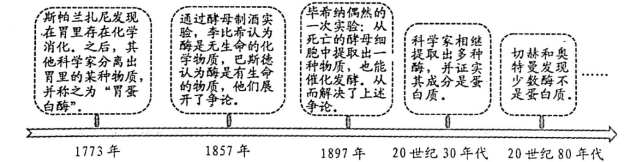 斯帕兰扎尼发现
在胃里存在化学
消化。之后，其
他科学家分离出
胃里的某种物质，
并称之为“胃蛋
白酶”。
通过酵母制酒实
验，李比希认为
酶是无生命的化
学物质，巴斯德
认为酶是有生命
的物质，他们展
开了争论。
毕希纳偶然的
一次实验：从
死亡的酵母细
胞中提取出一
种物质，也能
催化发酵。从
而解决了上述
争论。
科学家相继
提取出多种
酶，并证实
其成分是蛋
白质。
切赫和奥
特曼发现
少数酶不
是蛋白质。
……
1773年
1857年
1897年
20世纪30年代
20世纪80年代